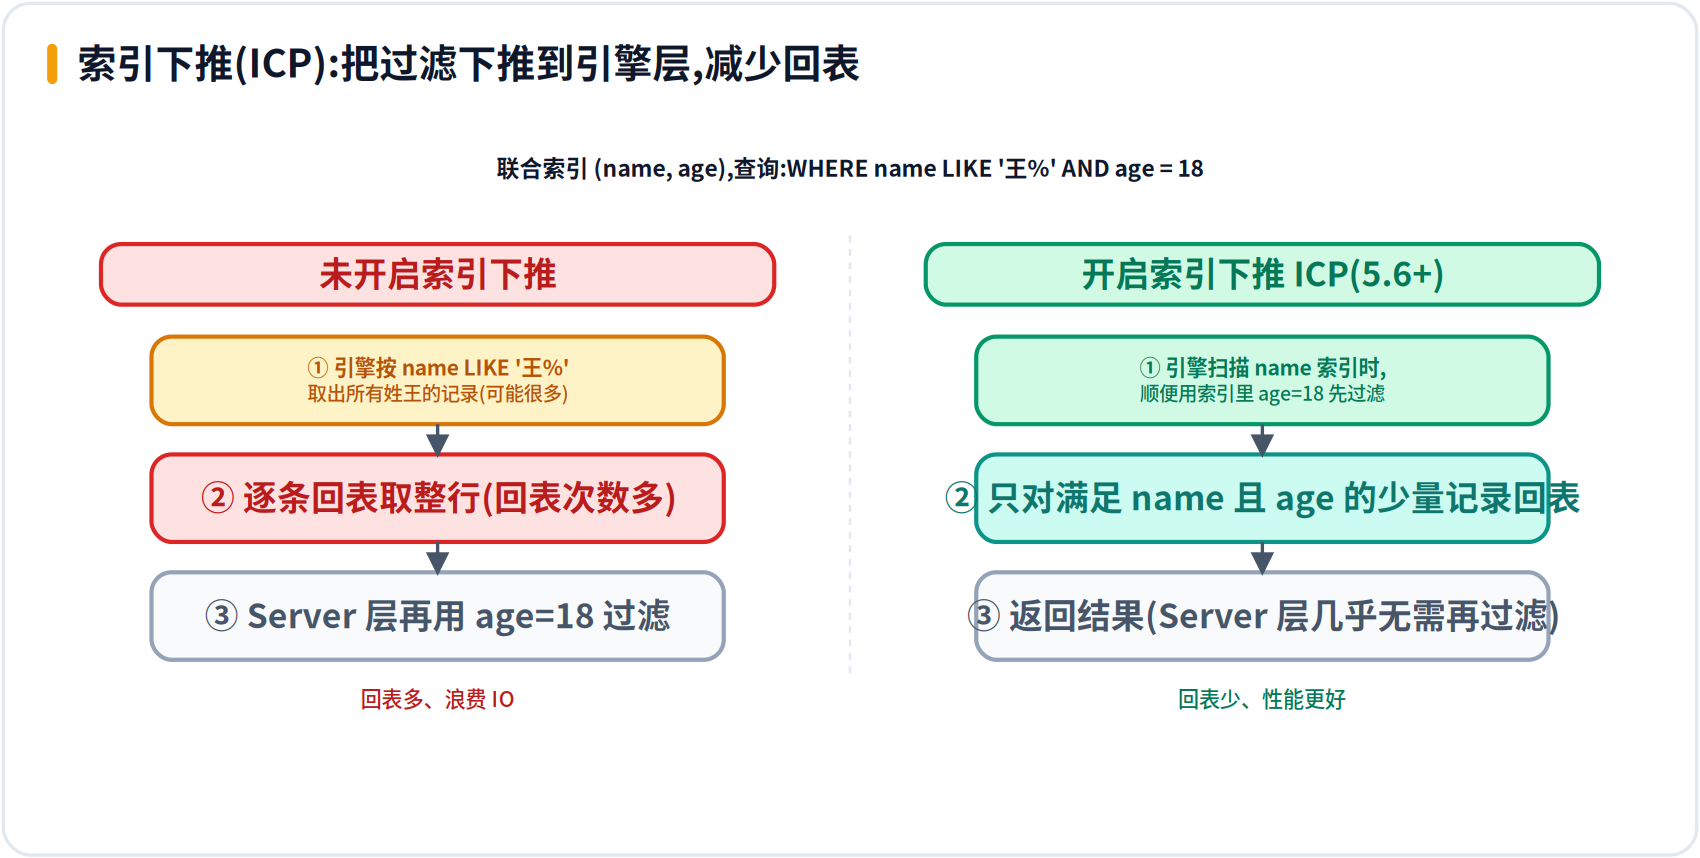 索引下推(ICP):把过滤下推到引擎层,减少回表
联合索引 (name, age),查询:WHERE name LIKE '王%' AND age = 18
未开启索引下推
① 引擎按 name LIKE '王%'
取出所有姓王的记录(可能很多)
② 逐条回表取整行(回表次数多)
③ Server 层再用 age=18 过滤
回表多、浪费 IO
开启索引下推 ICP(5.6+)
① 引擎扫描 name 索引时,
顺便用索引里 age=18 先过滤
② 只对满足 name 且 age 的少量记录回表
③ 返回结果(Server 层几乎无需再过滤)
回表少、性能更好